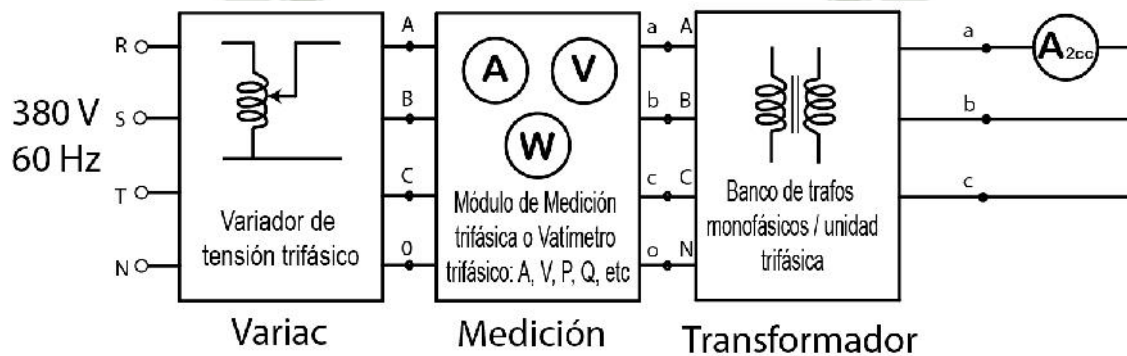 380 V
60 Hz
R
S
T
N
Variador de
tensión trifásico
Variac
A
B
C
0
A
V
W
Módulo de Medición
trifásica o Vatímetro
trifásico: A, V, P, Q, etc
Medición
a A
b B
c C
o N
Banco de trafos
monofásicos / unidad
trifásica
Transformador
a
b
c
A2cc